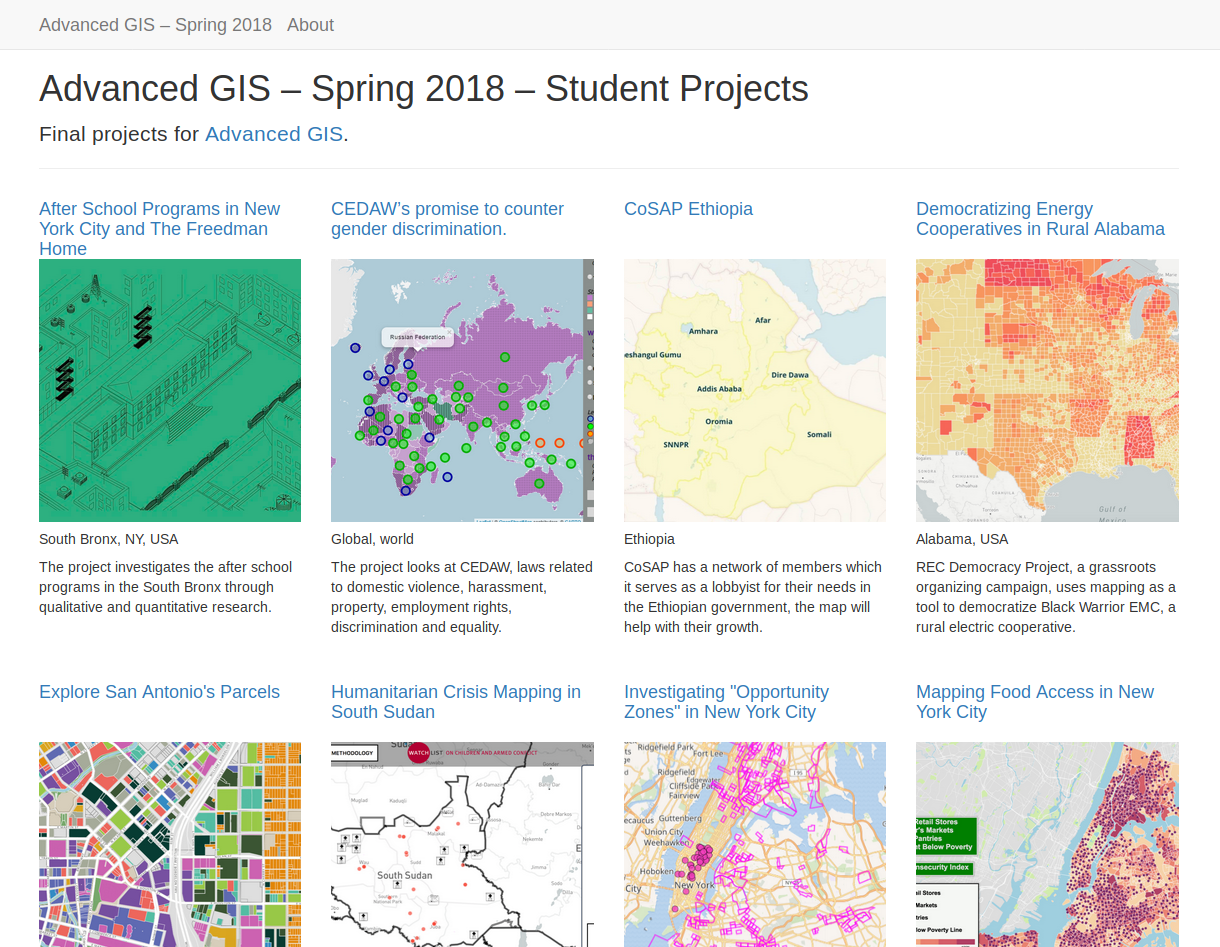 Advanced GIS – Spring 2018 About
Advanced GIS – Spring 2018 – Student Projects
Final projects for Advanced GIS.
After School Programs in New
York City and The Freedman
Home
CEDAW's promise to counter
gender discrimination.
CoSAP Ethiopia
Democratizing Energy
Cooperatives in Rural Alabama
Russian Federation
Afar
Amhara
eshangul Gumu
Dire Dawa
Addis Ababa
Oromia
Somali
SNNPR
Gulf of
Mexico
South Bronx, NY, USA
The project investigates the after school
programs in the South Bronx through
qualitative and quantitative research.
Global, world
The project looks at CEDAW, laws related
to domestic violence, harassment,
property, employment rights,
discrimination and equality.
Ethiopia
CoSAP has a network of members which
it serves as a lobbyist for their needs in
the Ethiopian government, the map will
help with their growth.
Alabama, USA
REC Democracy Project, a grassroots
organizing campaign, uses mapping as a
tool to democratize Black Warrior EMC, a
rural electric cooperative.
Explore San Antonio's Parcels
Humanitarian Crisis Mapping in
South Sudan
Investigating "Opportunity
Zones" in New York City
Mapping Food Access in New
York City
METHODOLOGY
WATCH LIST ON CHILDREN AND ARMED CONFLICT
South Sudan
Ridgefield Park
Fort Lee
Ridgefield
Edgewater
Cliffside Pa
Fairview
ecaucus
Guttenberg
Union City
Weehawken
Hoboken
New York
City
Retail Stores
r's Markets
Pantries
t Below Poverty
nsecurity Index
ail Stores
Markets
tries
low Poverty Line